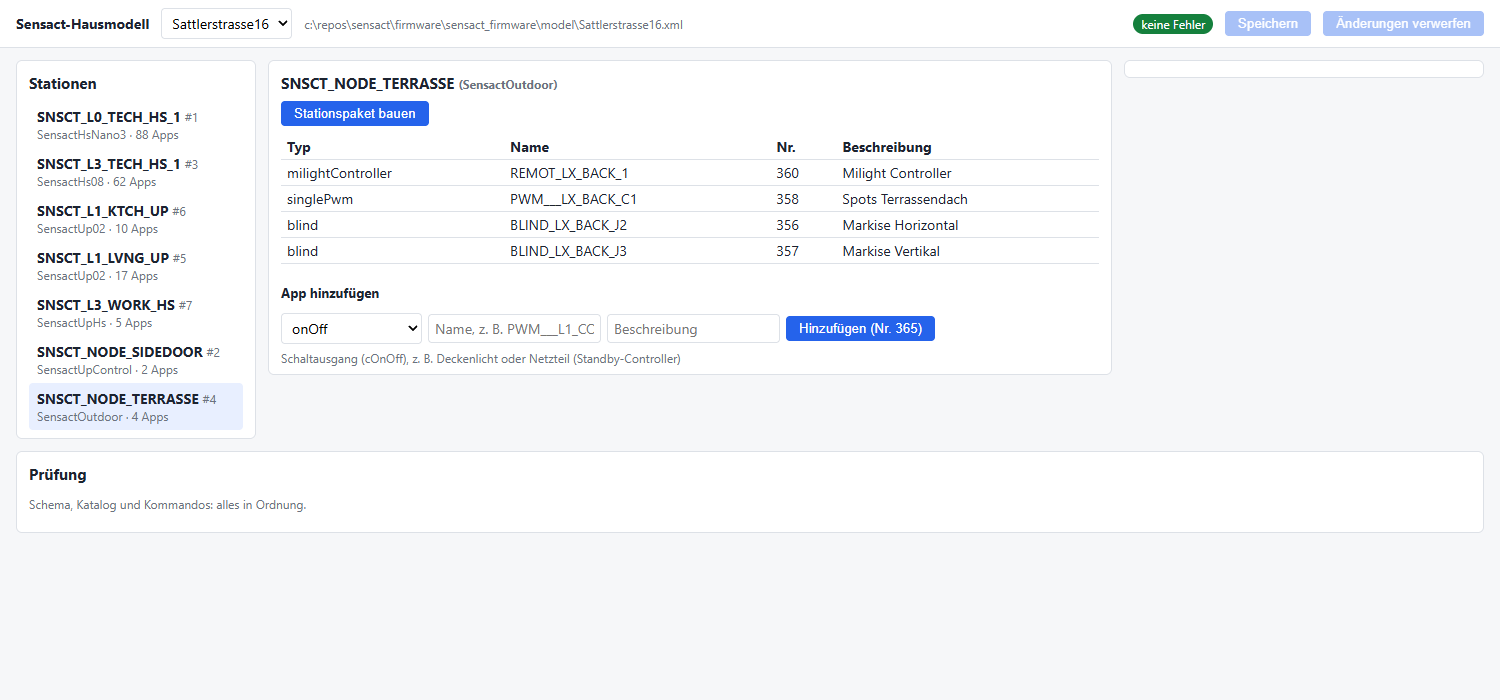 Sensact-Hausmodell Sattlerstrasse16 c:\repos\sensact\firmware\sensact_firmware\model\Sattlerstrasse16.xml keine Fehler Speichern Änderungen verwerfen
Stationen
SNSCT_L0_TECH_HS_1 #1
SensactHsNano3 · 88 Apps
SNSCT_L3_TECH_HS_1 #3
SensactHs08 · 62 Apps
SNSCT_L1_KTCH_UP #6
SensactUp02 · 10 Apps
SNSCT_L1_LVNG_UP #5
SensactUp02 · 17 Apps
SNSCT_L3_WORK_HS #7
SensactUpHs · 5 Apps
SNSCT_NODE_SIDEDOOR #2
SensactUpControl · 2 Apps
SNSCT_NODE_TERRASSE #4
SensactOutdoor · 4 Apps
SNSCT_NODE_TERRASSE (SensactOutdoor)
Stationspaket bauen
Typ Name Nr. Beschreibung
milightController REMOT_LX_BACK_1 360 Milight Controller
singlePwm PWM___LX_BACK_C1 358 Spots Terrassendach
blind BLIND_LX_BACK_J2 356 Markise Horizontal
blind BLIND_LX_BACK_J3 357 Markise Vertikal
App hinzufügen
onOff Name, z. B. PWM___L1_CC Beschreibung Hinzufügen (Nr. 365)
Schaltausgang (cOnOff), z. B. Deckenlicht oder Netzteil (Standby-Controller)
Prüfung
Schema, Katalog und Kommandos: alles in Ordnung.